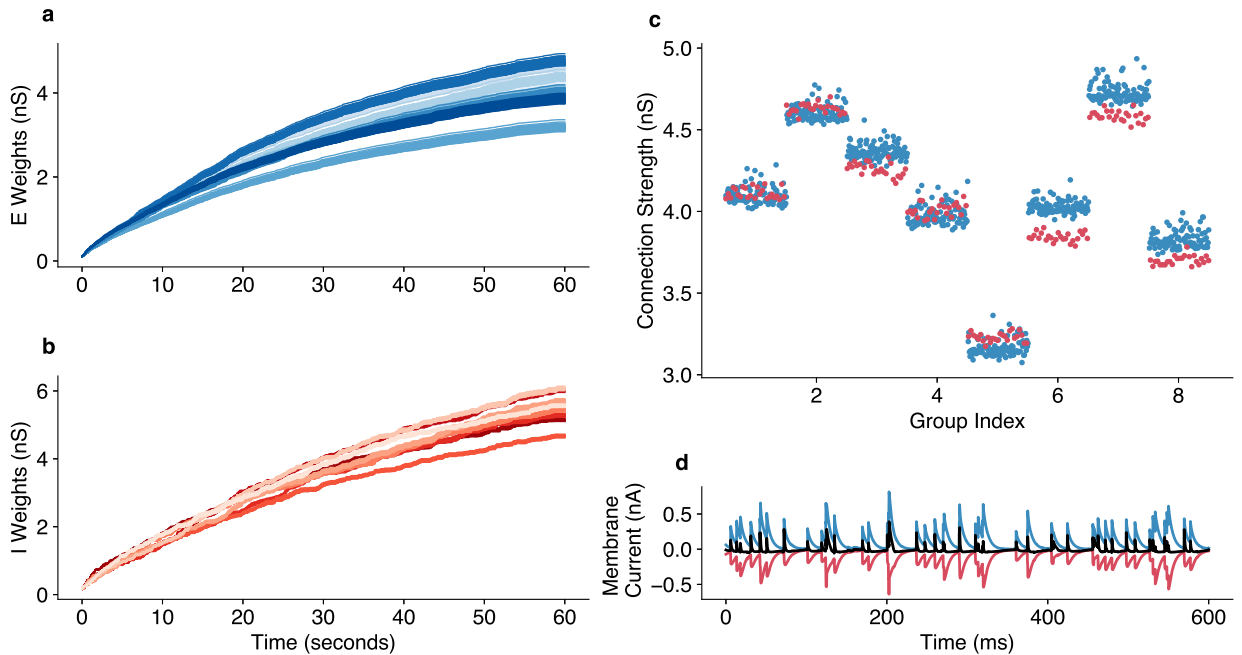 a
E Weights (nS)
4
2
0
0 10 20 30 40 50 60
b
I Weights (nS)
6
4
2
0
0 10 20 30 40 50 60
Time (seconds)
c
Connection Strength (nS)
5.0
4.5
4.0
3.5
3.0
2 4 6 8
Group Index
d
Membrane
Current (nA)
0.5
0.0
−0.5
0 200 400 600
Time (ms)